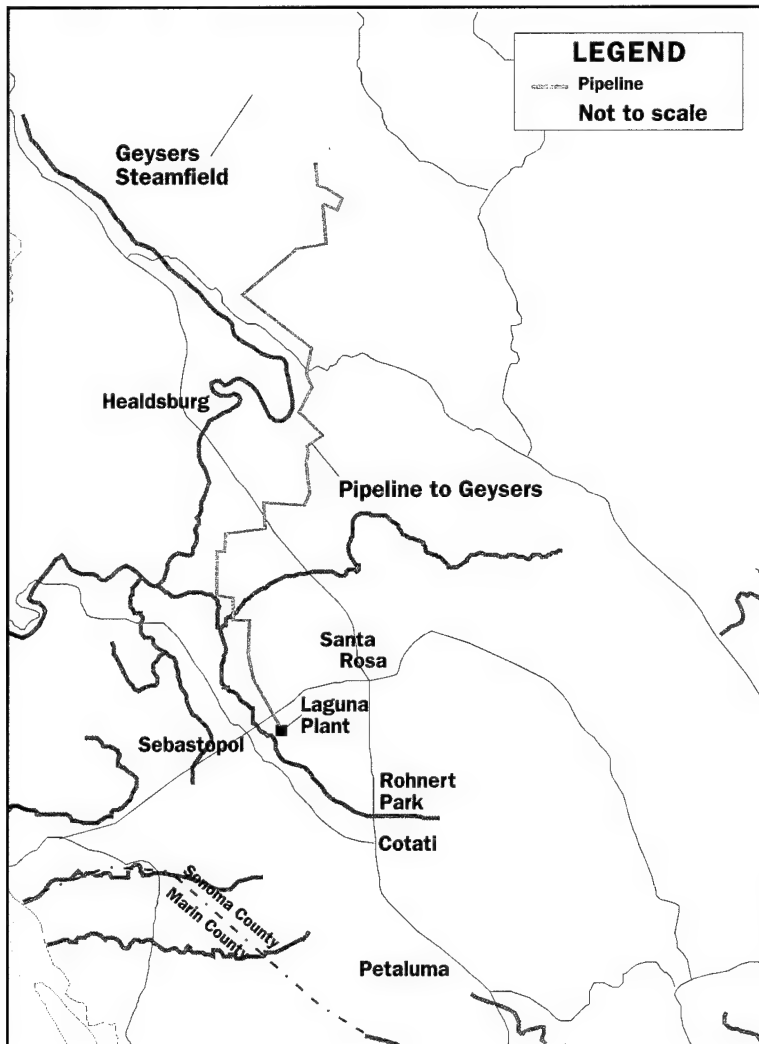 LEGEND
Pipeline
Not to scale
Geysers
Steamfield
Healdsburg
Pipeline to Geysers
Santa
Rosa
Laguna
Plant
Sebastopol
Rohnert
Park
Cotati
Sonoma County
Marin County
Petaluma